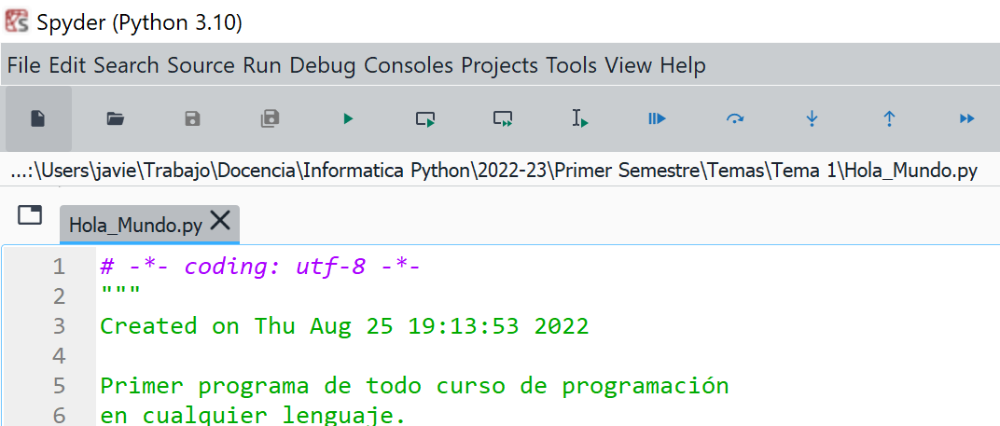 Spyder (Python 3.10)
File Edit Search Source Run Debug Consoles Projects Tools View Help
...:\Users\javie\Trabajo\Docencia\Informatica Python\2022-23\Primer Semestre\Temas\Tema 1\Hola_Mundo.py
Hola_Mundo.py
1 # -*- coding: utf-8 -*-
2 """
3 Created on Thu Aug 25 19:13:53 2022
4
5 Primer programa de todo curso de programación
6 en cualquier lenguaje.